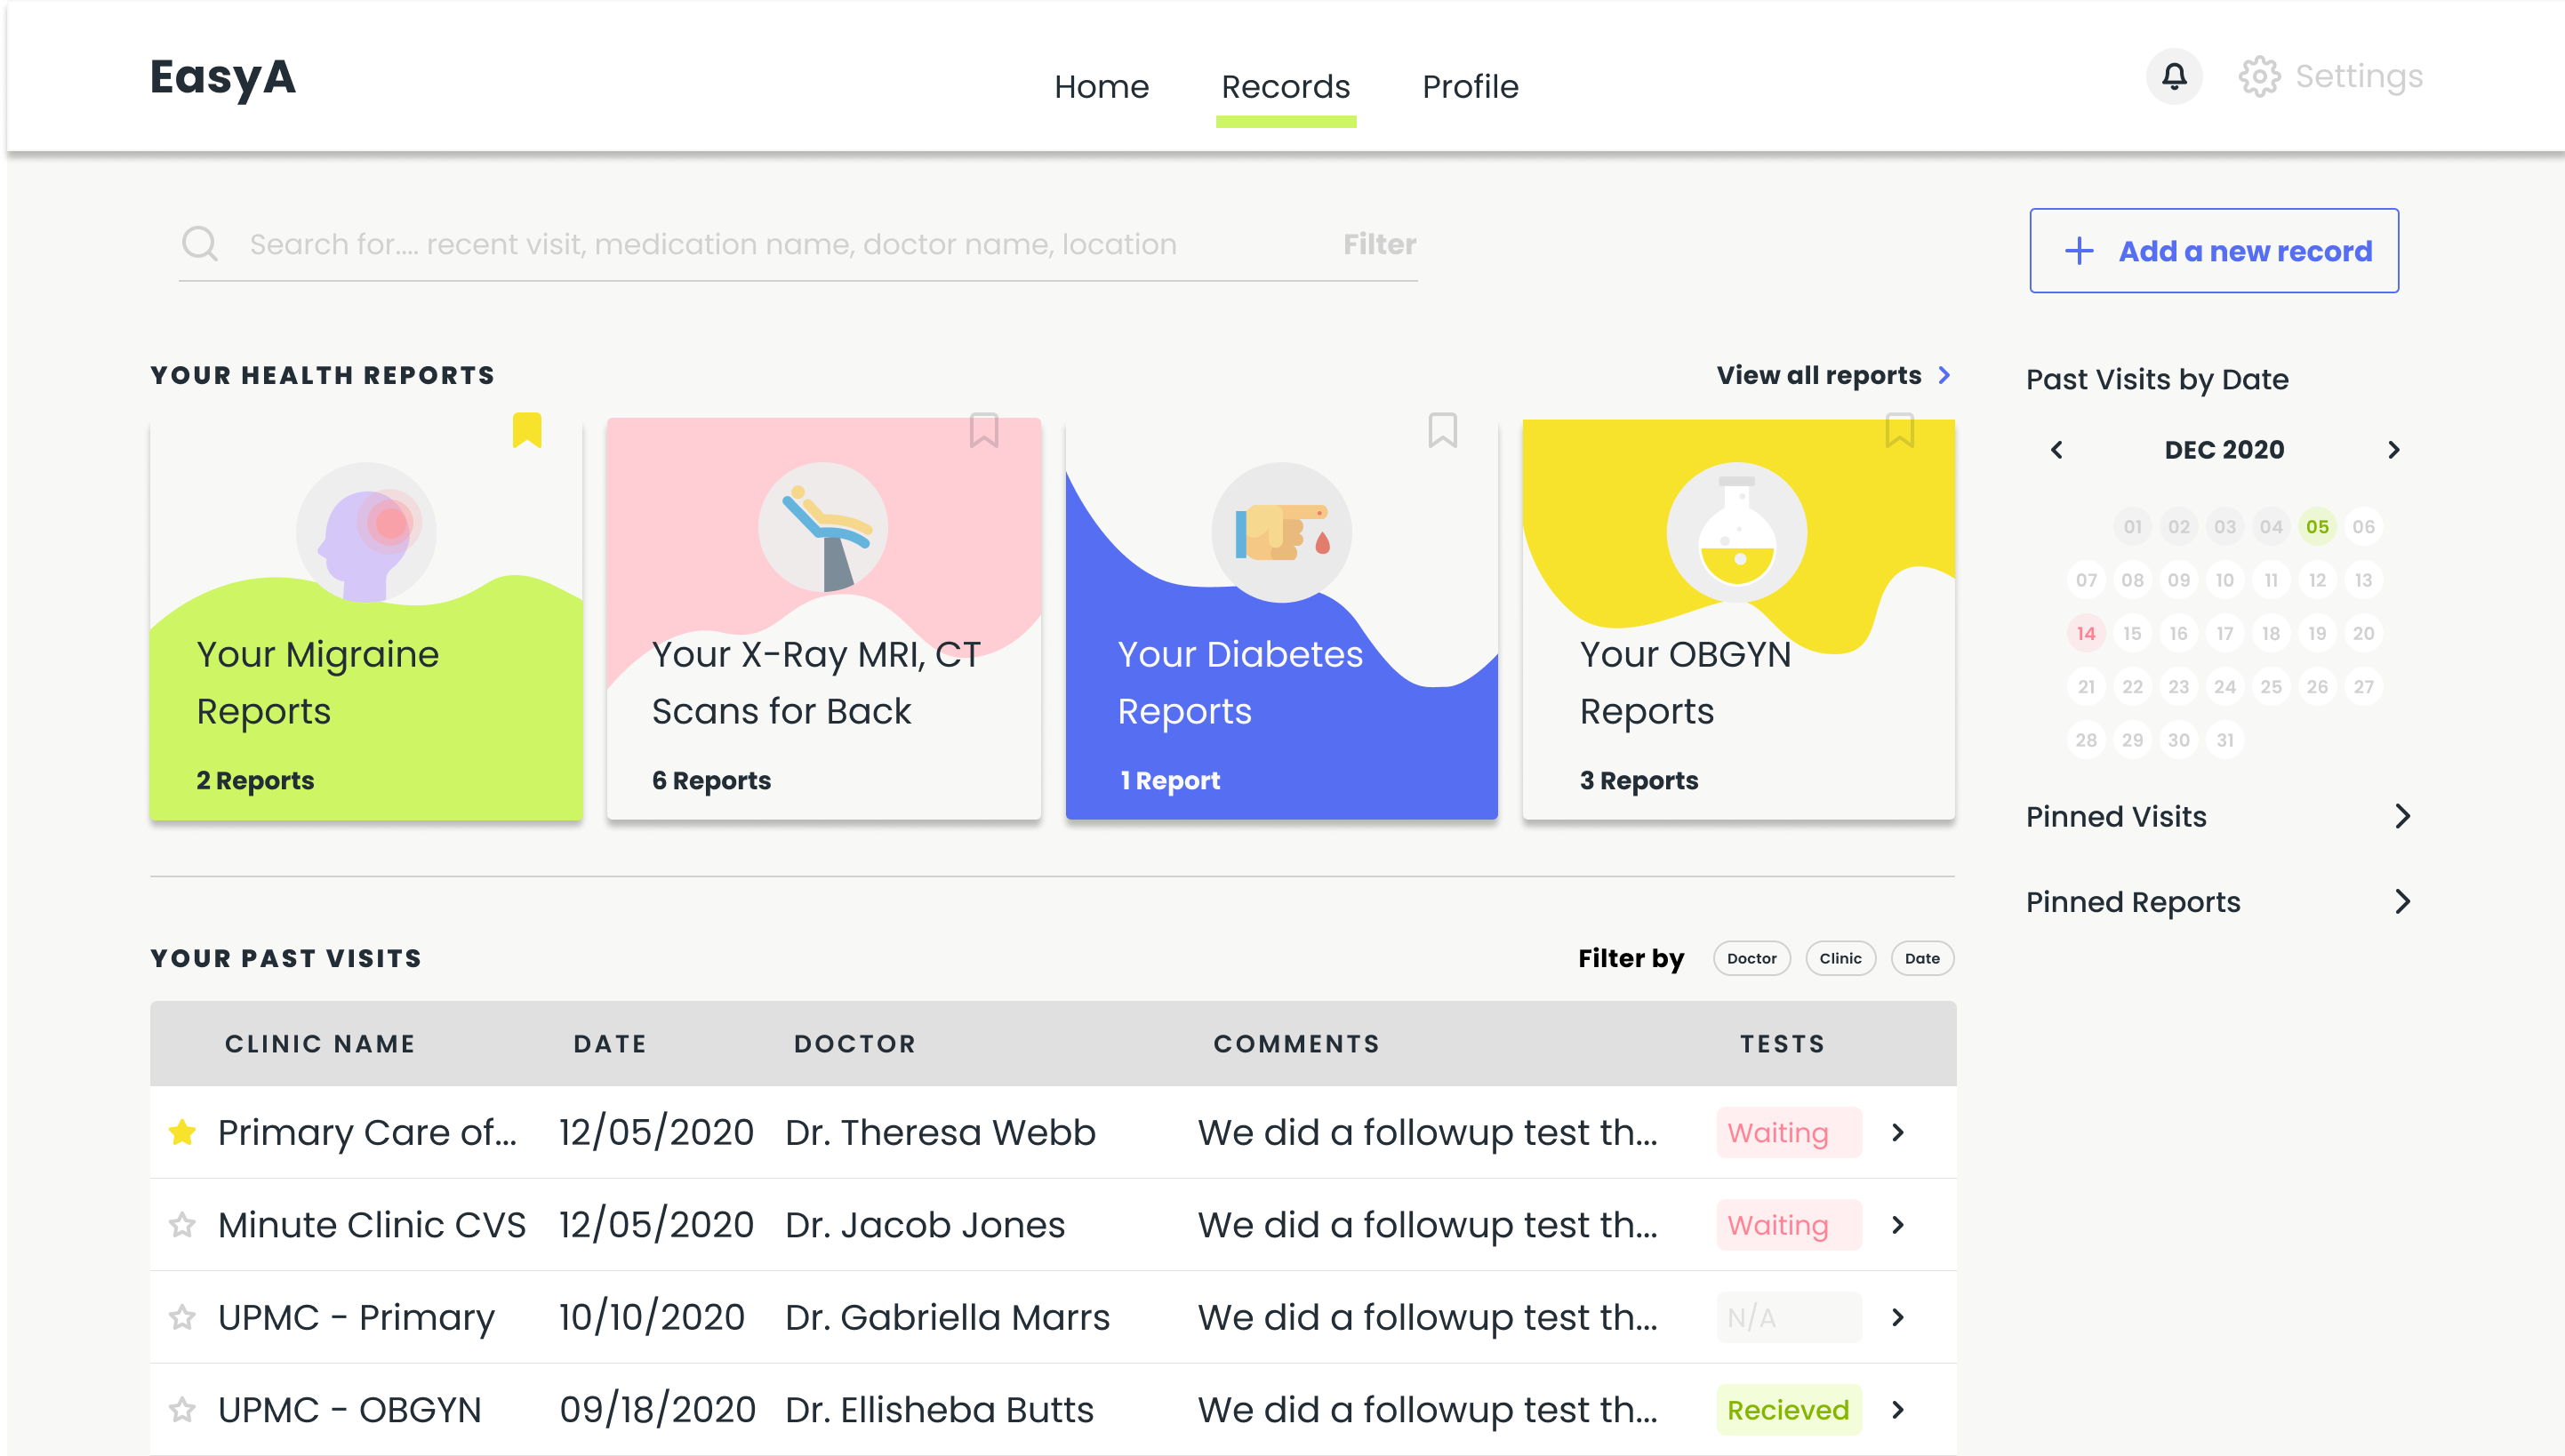 EasyA
Home Records Profile
Settings
Search for.... recent visit, medication name, doctor name, location Filter
+ Add a new record
YOUR HEALTH REPORTS
View all reports
Your Migraine
Reports
2 Reports
Your X-Ray MRI, CT
Scans for Back
6 Reports
Your Diabetes
Reports
1 Report
Your OBGYN
Reports
3 Reports
Past Visits by Date
DEC 2020
01 02 03 04 05 06
07 08 09 10 11 12 13
14 15 16 17 18 19 20
21 22 23 24 25 26 27
28 29 30 31
Pinned Visits
Pinned Reports
YOUR PAST VISITS
Filter by Doctor Clinic Date
CLINIC NAME DATE DOCTOR COMMENTS TESTS
Primary Care of... 12/05/2020 Dr. Theresa Webb We did a followup test th... Waiting
Minute Clinic CVS 12/05/2020 Dr. Jacob Jones We did a followup test th... Waiting
UPMC - Primary 10/10/2020 Dr. Gabriella Marrs We did a followup test th... N/A
UPMC - OBGYN 09/18/2020 Dr. Ellisheba Butts We did a followup test th... Recieved